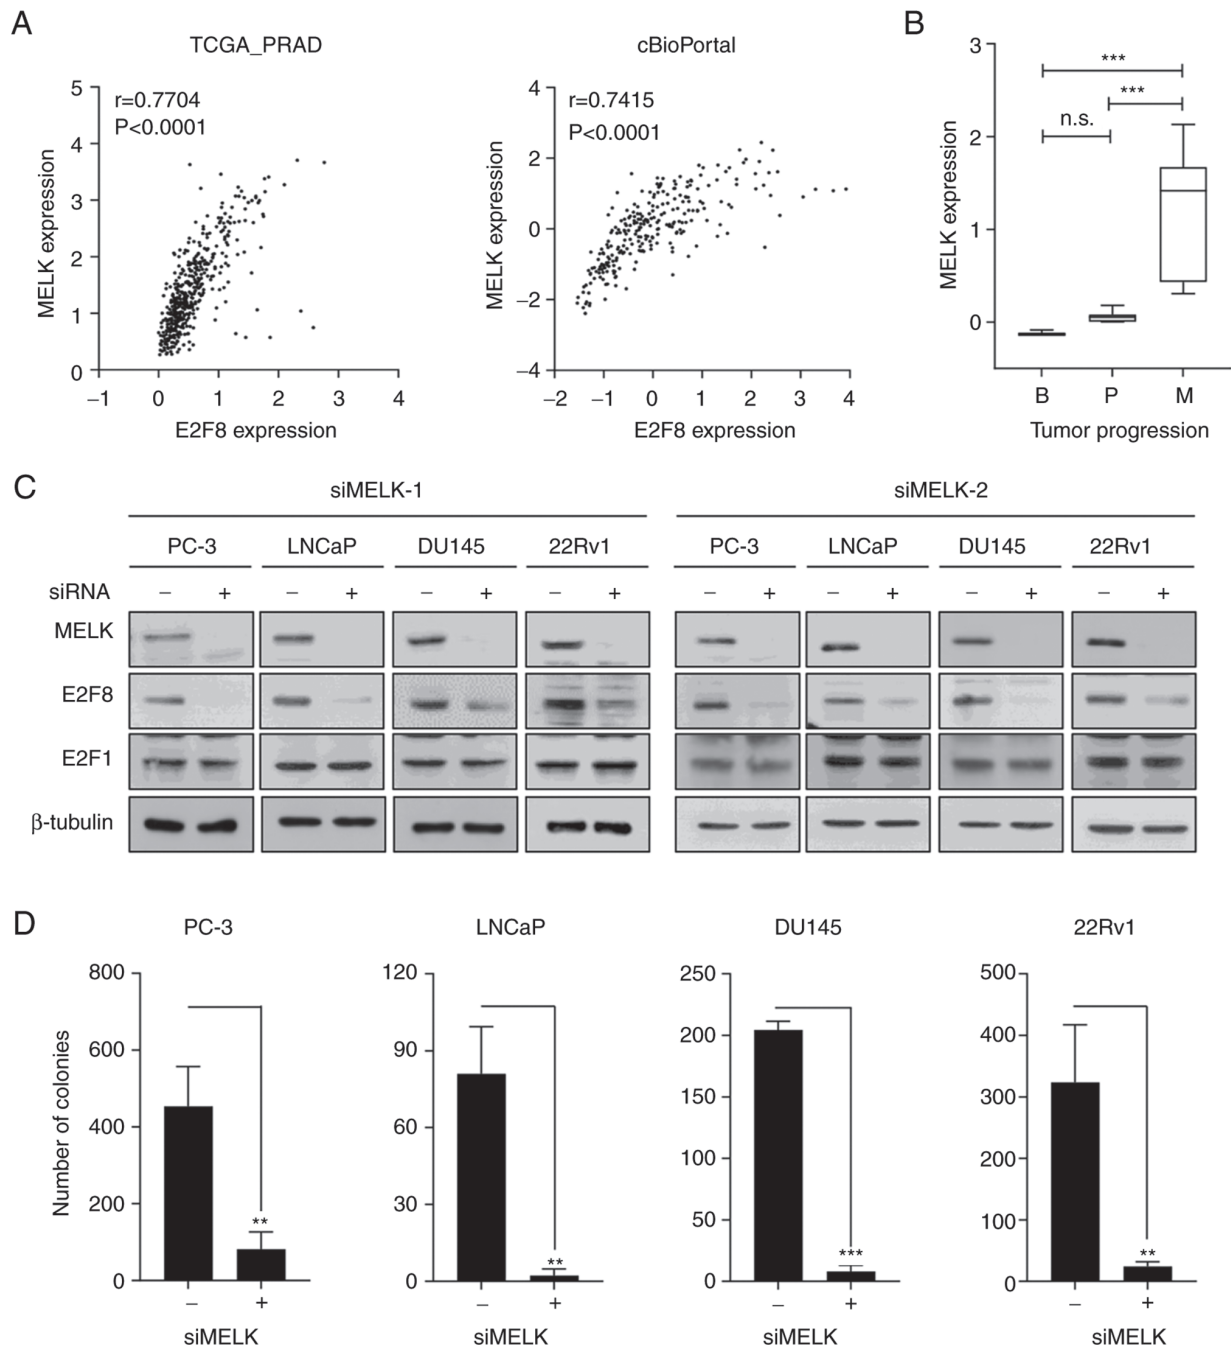 A
B
TCGA_PRAD
cBioPortal
r=0.7704
P<0.0001
r=0.7415
P<0.0001
MELK expression
5
4
3
2
1
0
−1 0 1 2 3 4
E2F8 expression
MELK expression
4
2
0
−2
−4
−2 −1 0 1 2 3 4
E2F8 expression
MELK expression
3
2
1
0
***
***
n.s.
B P M
Tumor progression
C
siMELK-1 siMELK-2
PC-3 LNCaP DU145 22Rv1 PC-3 LNCaP DU145 22Rv1
siRNA − + − + − + − + − + − + − + − +
MELK
E2F8
E2F1
β-tubulin
D
PC-3
LNCaP
DU145
22Rv1
Number of colonies
800
600
400
200
0
**
− +
siMELK
120
90
60
30
0
**
− +
siMELK
250
200
150
100
50
0
***
− +
siMELK
500
400
300
200
100
0
**
− +
siMELK